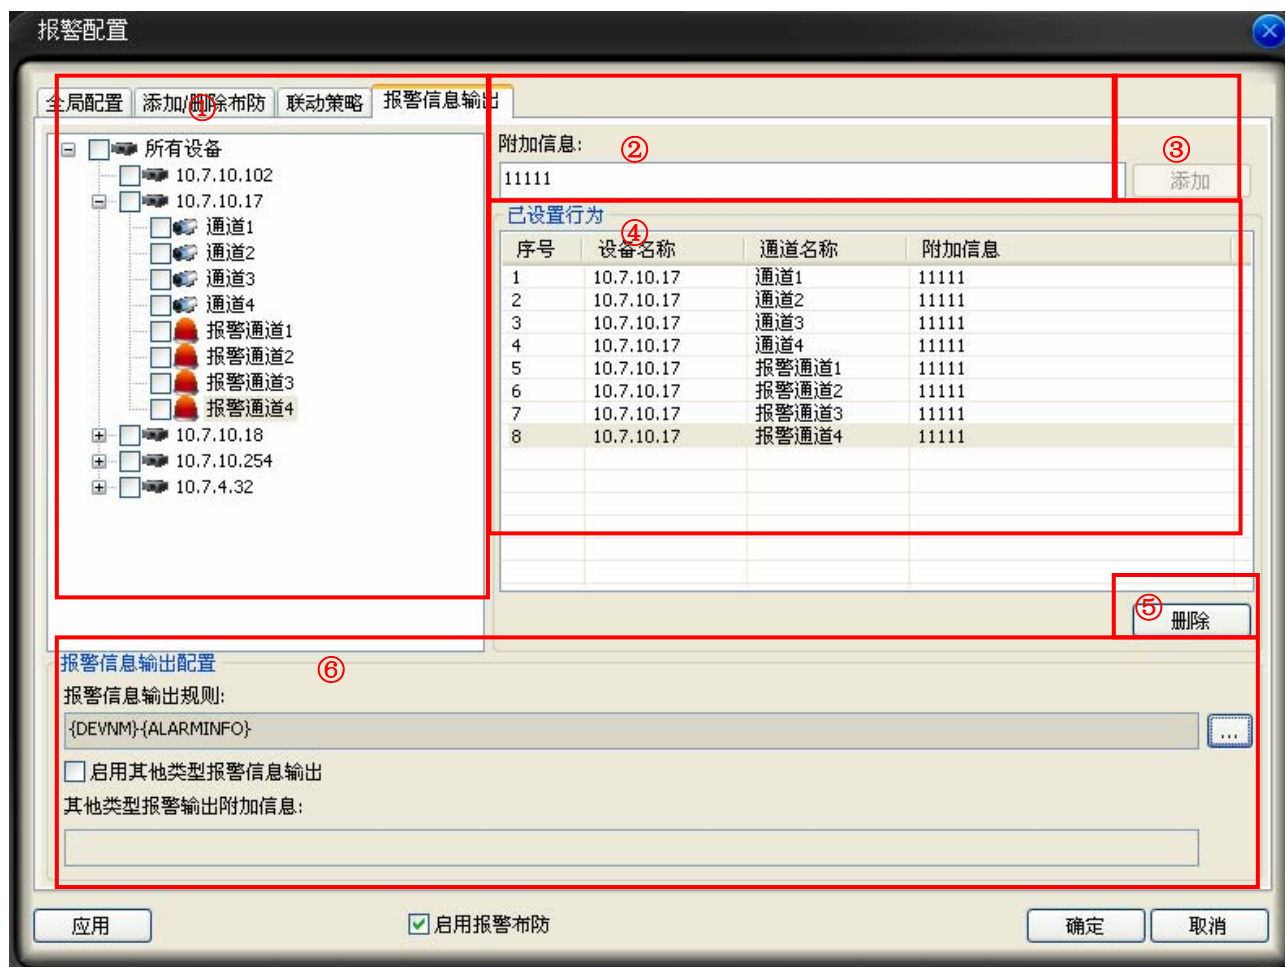 报警配置
全局配置 添加/删除布防 联动策略 报警信息输出
①
所有设备
10.7.10.102
10.7.10.17
通道1
通道2
通道3
通道4
报警通道1
报警通道2
报警通道3
报警通道4
10.7.10.18
10.7.10.254
10.7.4.32
附加信息: ②
11111
③
添加
已设置行为
④
序号 设备名称 通道名称 附加信息
1 10.7.10.17 通道1 11111
2 10.7.10.17 通道2 11111
3 10.7.10.17 通道3 11111
4 10.7.10.17 通道4 11111
5 10.7.10.17 报警通道1 11111
6 10.7.10.17 报警通道2 11111
7 10.7.10.17 报警通道3 11111
8 10.7.10.17 报警通道4 11111
⑤
删除
报警信息输出配置 ⑥
报警信息输出规则:
{DEVNM}-{ALARMINFO}
...
启用其他类型报警信息输出
其他类型报警输出附加信息:
应用 启用报警布防 确定 取消